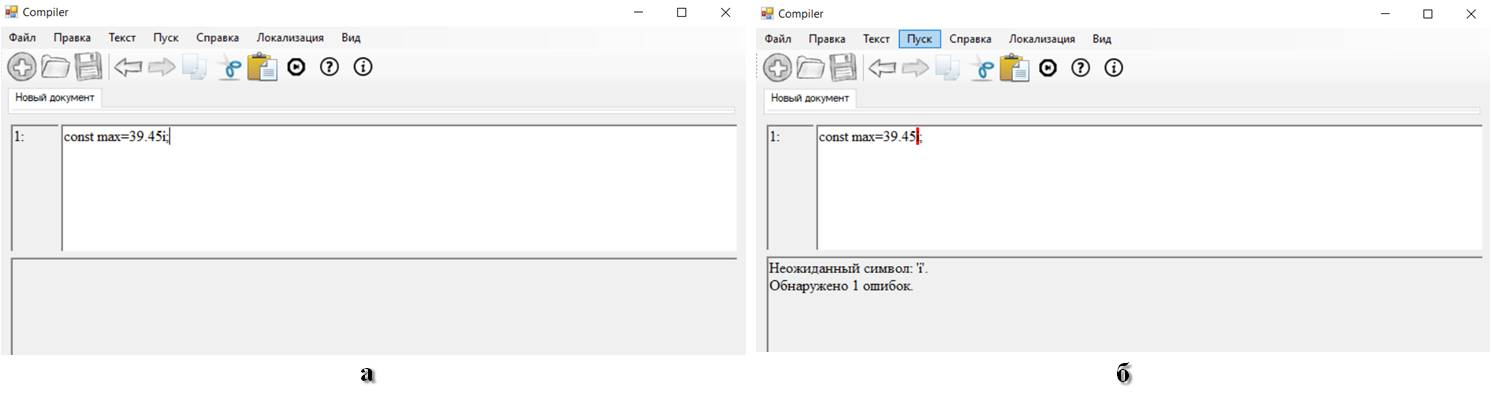 Compiler
Файл Правка Текст Пуск Справка Локализация Вид
Новый документ
1:
const max=39.45i;
а
Compiler
Файл Правка Текст Пуск Справка Локализация Вид
Новый документ
1:
const max=39.45i;
Неожиданный символ: 'i'.
Обнаружено 1 ошибок.
б